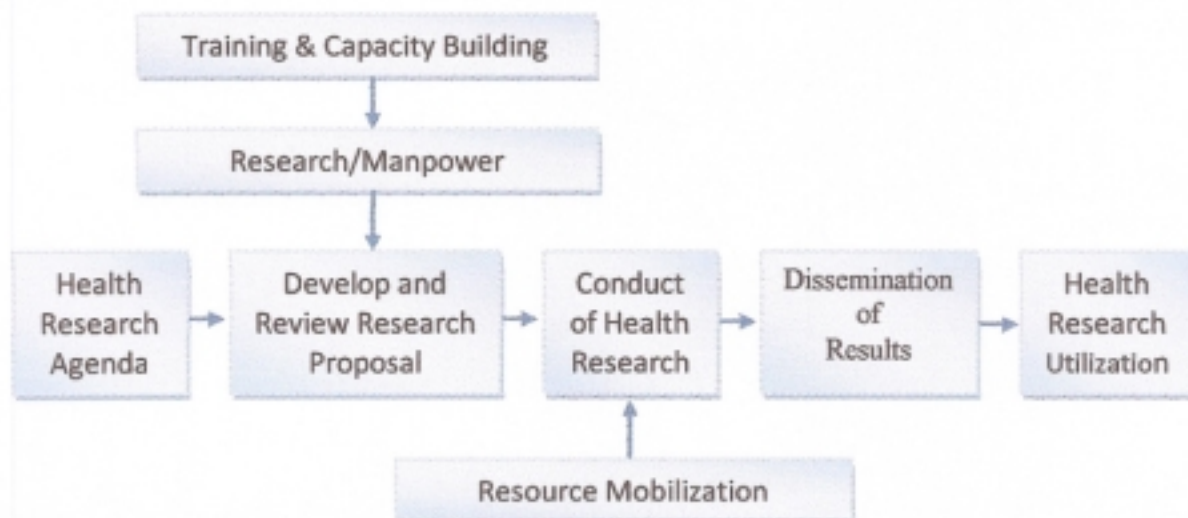 Training & Capacity Building
Research/Manpower
Health
Research
Agenda
Develop and
Review Research
Proposal
Conduct
of Health
Research
Dissemination
of
Results
Health
Research
Utilization
Resource Mobilization